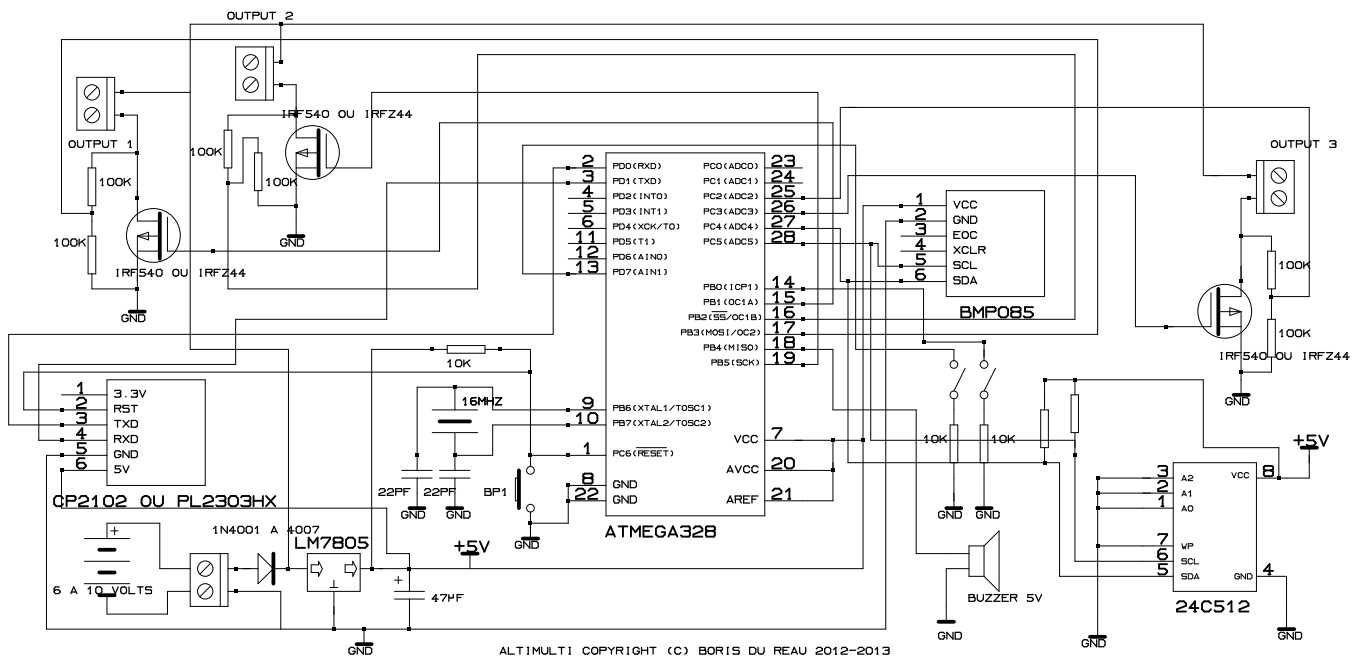 OUTPUT 2
IRF540 OU IRFZ44
OUTPUT 1
100K
100K
100K
100K
GND
IRF540 OU IRFZ44
GND
2 PD0(RXD)
3 PD1(TXD)
4 PD2(INT0)
5 PD3(INT1)
6 PD4(XCK/T0)
11 PD5(T1)
12 PD6(AIN0)
13 PD7(AIN1)
9 PB6(XTAL1/TOSC1)
10 PB7(XTAL2/TOSC2)
1 PC6(RESET)
8 GND
22 GND
PC0(ADC0) 23
PC1(ADC1) 24
PC2(ADC2) 25
PC3(ADC3) 26
PC4(ADC4) 27
PC5(ADC5) 28
PB0(ICP1) 14
PB1(OC1A) 15
PB2(SS/OC1B) 16
PB3(MOSI/OC2) 17
PB4(MISO) 18
PB5(SCK) 19
VCC 7
AVCC 20
AREF 21
ATMEGA328
1 VCC
2 GND
3 EOC
4 XCLR
5 SCL
6 SDA
BMP085
OUTPUT 3
100K
100K
IRF540 OU IRFZ44
GND
10K
16MHZ
22PF
22PF
GND
GND
BP1
GND
1 3.3V
2 RST
3 TXD
4 RXD
5 GND
6 5V
CP2102 OU PL2303HX
1N4001 A 4007
LM7805
+5V
+
6 A 10 VOLTS
+
47µF
GND
10K
10K
GND
GND
BUZZER 5V
GND
+5V
3 A2
2 A1
1 A0
7 WP
6 SCL
5 SDA
VCC 8
GND 4
24C512
GND
GND
ALTIMULTI COPYRIGHT (C) BORIS DU REAU 2012-2013